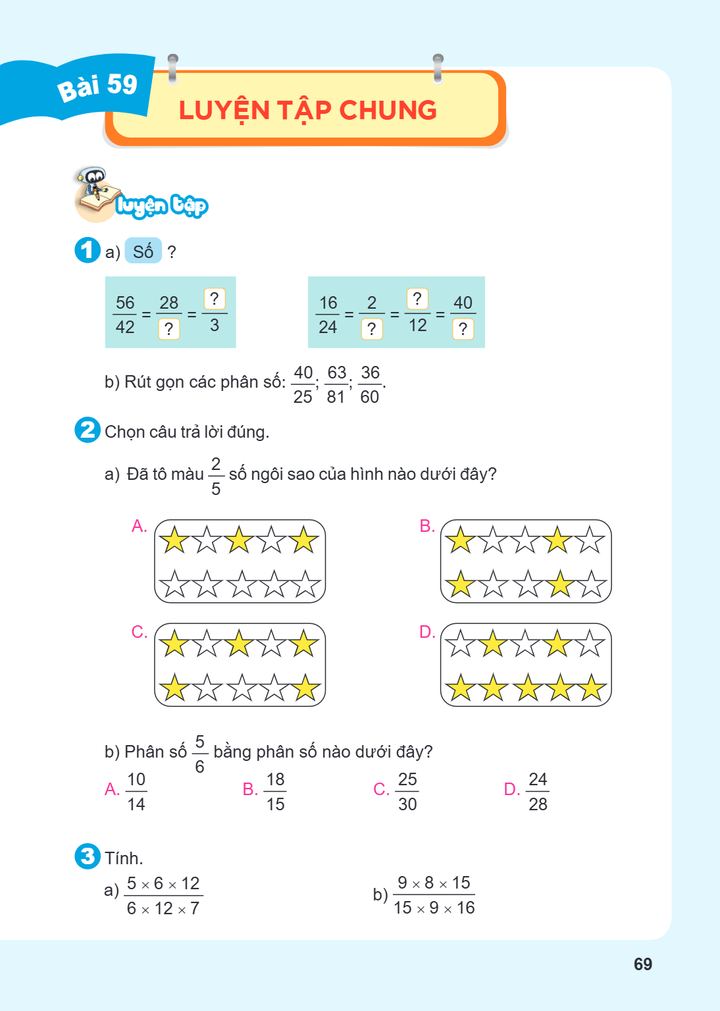 Bài 59
LUYỆN TẬP CHUNG
luyện tập
1 a) Số ?
56/42 = 28/? = ?/3
16/24 = 2/? = ?/12 = 40/?
b) Rút gọn các phân số: 40/25; 63/81; 36/60.
2 Chọn câu trả lời đúng.
a) Đã tô màu 2/5 số ngôi sao của hình nào dưới đây?
A.
B.
C.
D.
b) Phân số 5/6 bằng phân số nào dưới đây?
A. 10/14 B. 18/15 C. 25/30 D. 24/28
3 Tính.
a) 5 × 6 × 12 / 6 × 12 × 7
b) 9 × 8 × 15 / 15 × 9 × 16
69